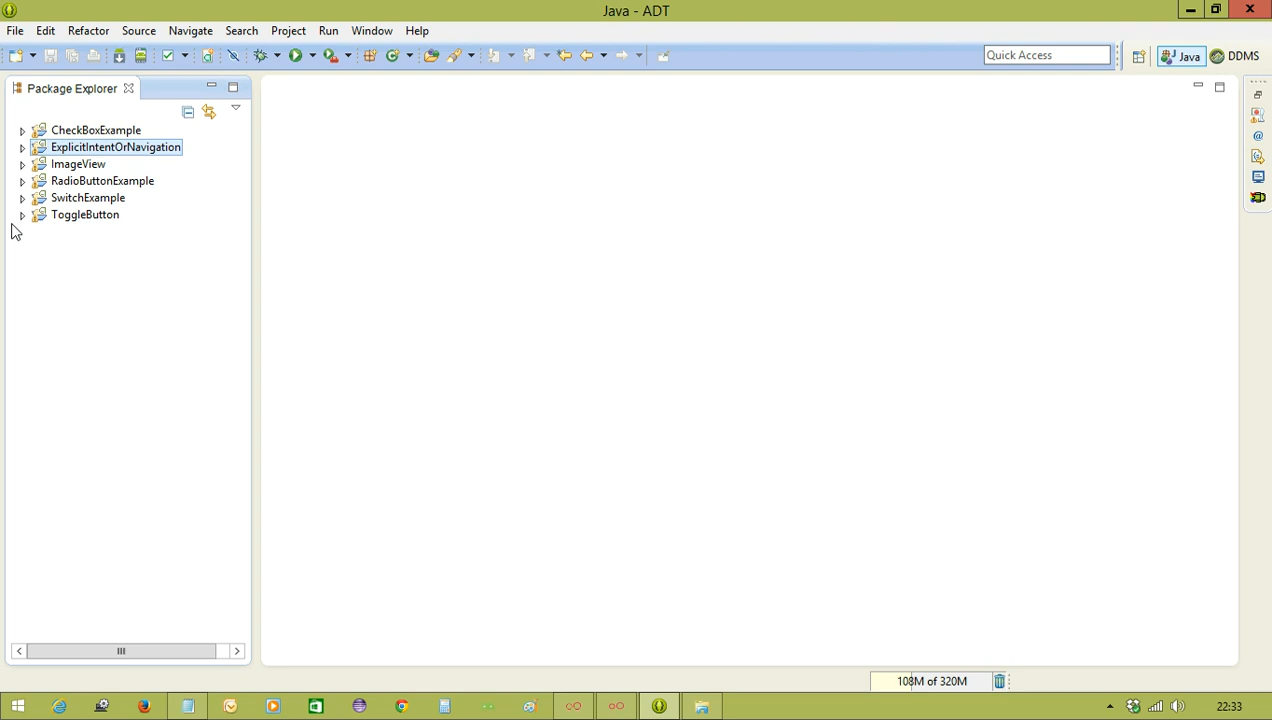 Java - ADT
File Edit Refactor Source Navigate Search Project Run Window Help
Quick Access
Java
DDMS
Package Explorer
CheckBoxExample
ExplicitIntentOrNavigation
ImageView
RadioButtonExample
SwitchExample
ToggleButton
108M of 320M
22:33